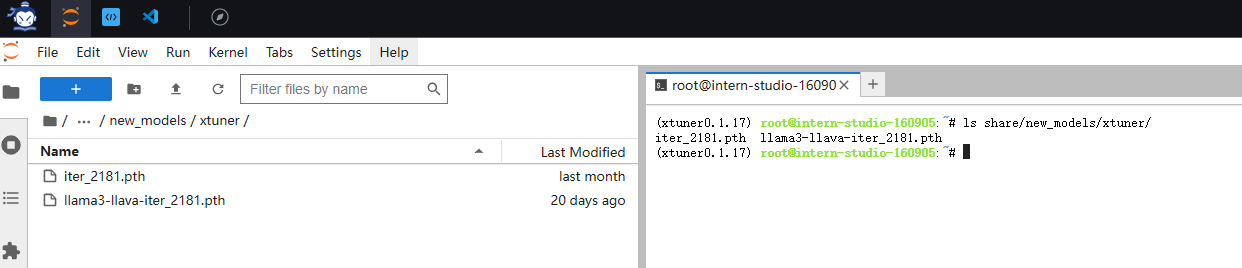 File Edit View Run Kernel Tabs Settings Help
+
Filter files by name
/ ··· / new_models / xtuner /
Name Last Modified
iter_2181.pth last month
llama3-llava-iter_2181.pth 20 days ago
root@intern-studio-16090 × +
(xtuner0.1.17) root@intern-studio-160905:~# ls share/new_models/xtuner/
iter_2181.pth llama3-llava-iter_2181.pth
(xtuner0.1.17) root@intern-studio-160905:~#